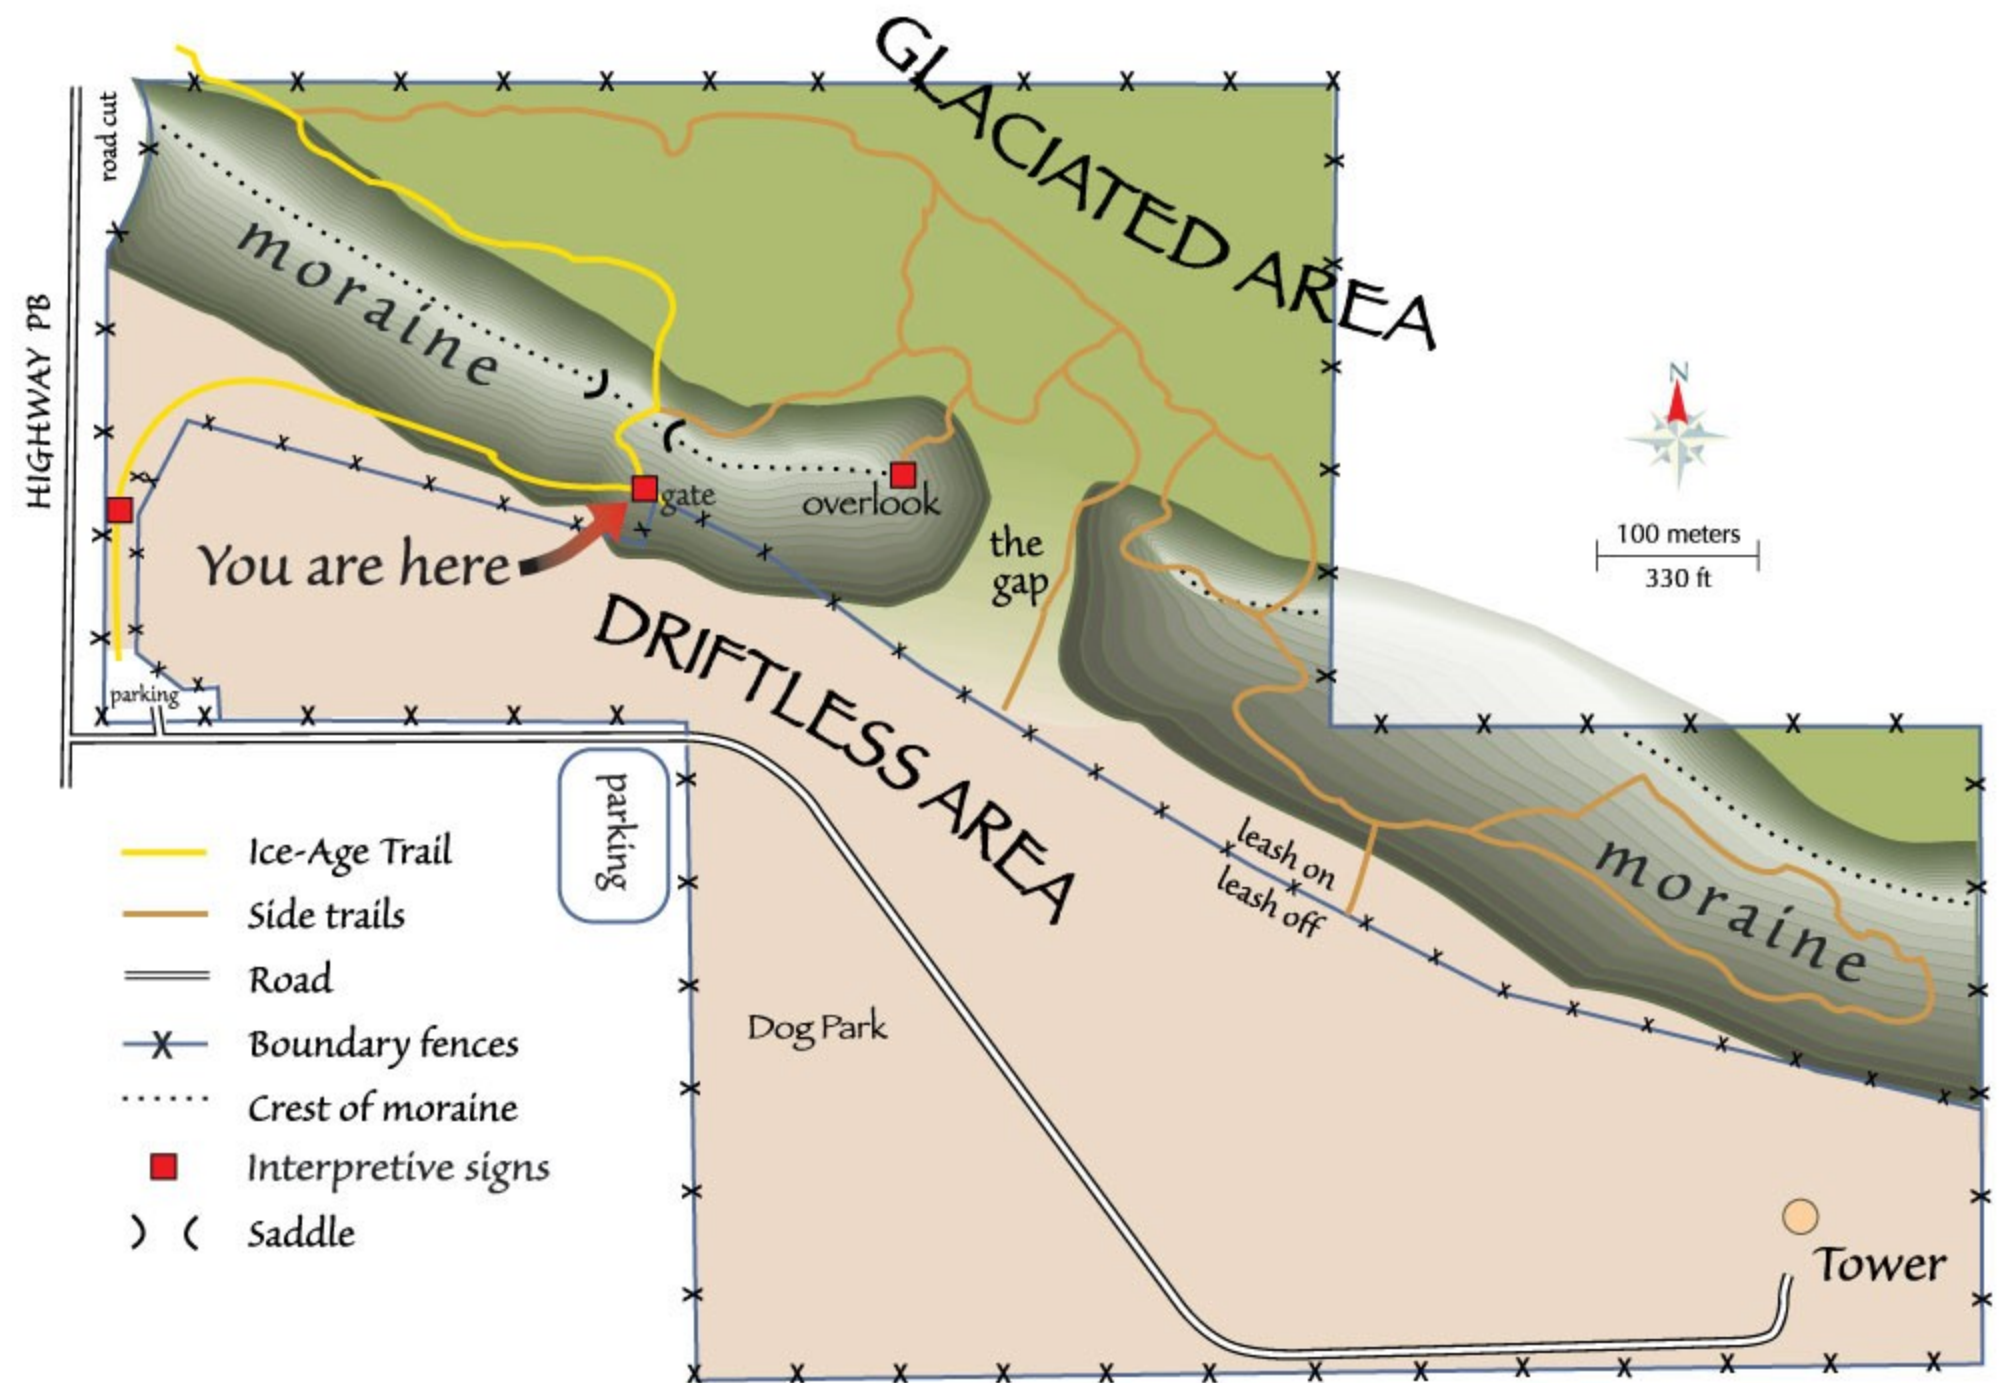 GLACIATED AREA
road cut
HIGHWAY PB
moraine
N
100 meters
330 ft
gate
overlook
You are here
the
gap
DRIFTLESS AREA
parking
parking
leash on
leash off
moraine
Dog Park
Tower
Ice-Age Trail
Side trails
Road
X Boundary fences
Crest of moraine
Interpretive signs
Saddle